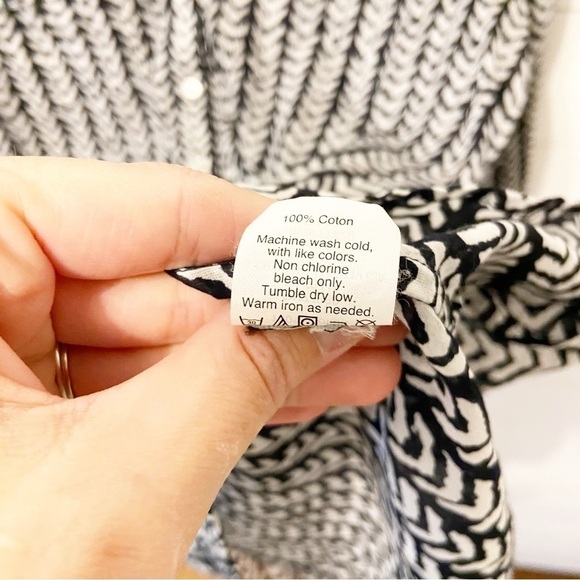 100% Coton
Machine wash cold,
with like colors.
Non chlorine
bleach only.
Tumble dry low.
Warm iron as needed.